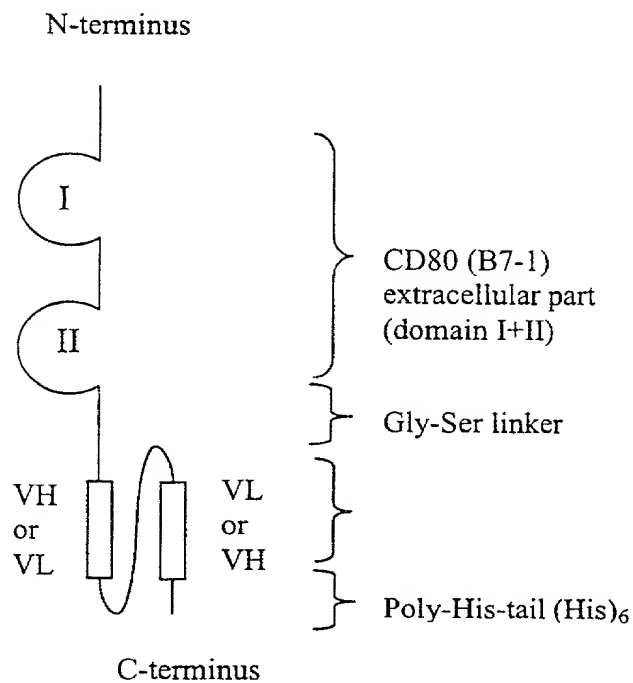 N-terminus
I
CD80 (B7-1)
extracellular part
(domain I+II)
II
Gly-Ser linker
VH
or
VL
VL
or
VH
Poly-His-tail (His)6
C-terminus